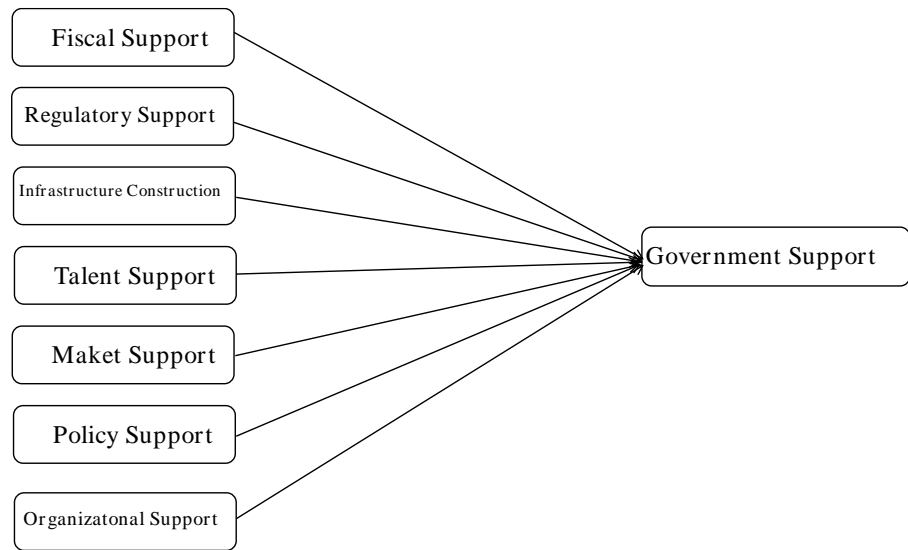 Fiscal Support
Regulatory Support
Infrastructure Construction
Talent Support
Maket Support
Policy Support
Organizatonal Support
Government Support